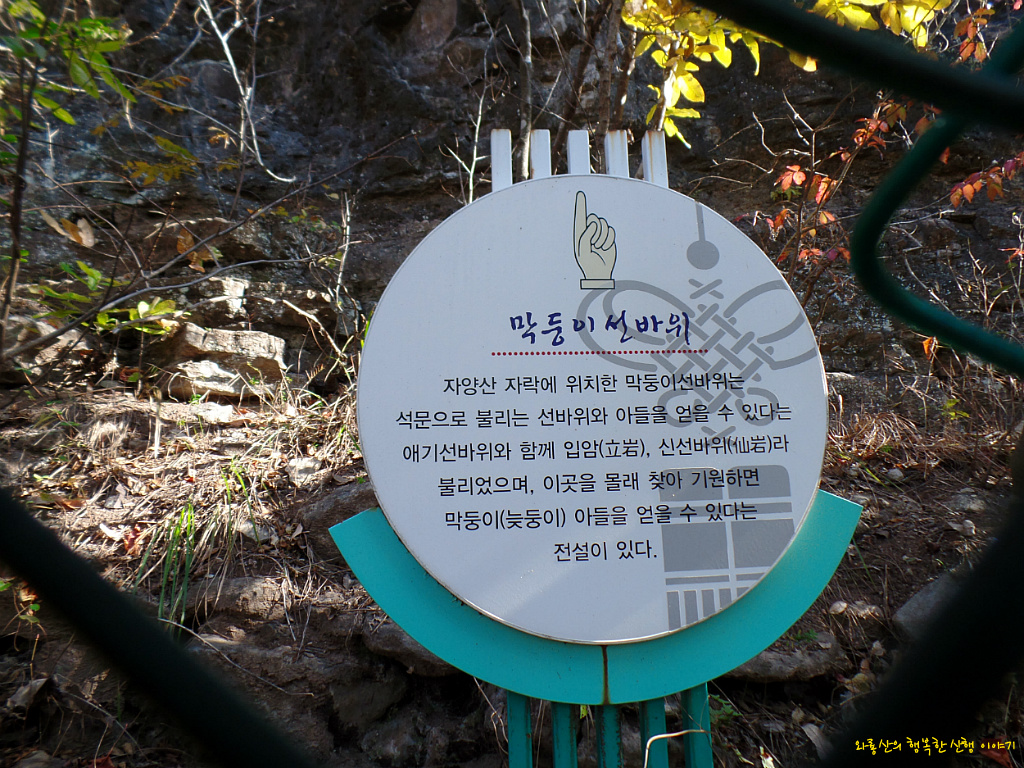 막둥이선바위
자양산 자락에 위치한 막둥이선바위는
석문으로 불리는 선바위와 아들을 얻을 수 있다는
애기선바위와 함께 입암(立岩), 신선바위(仙岩)라
불리었으며, 이곳을 몰래 찾아 기원하면
막둥이(늦둥이) 아들을 얻을 수 있다는
전설이 있다.
와룡산의 행복한 산행 이야기